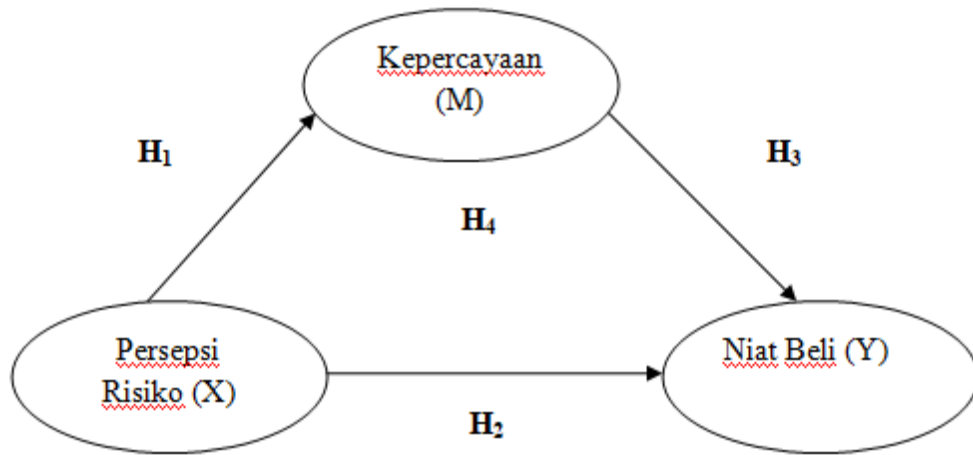 Kepercayaan
(M)
H₁
H₃
H₄
Persepsi
Risiko (X)
Niat Beli (Y)
H₂